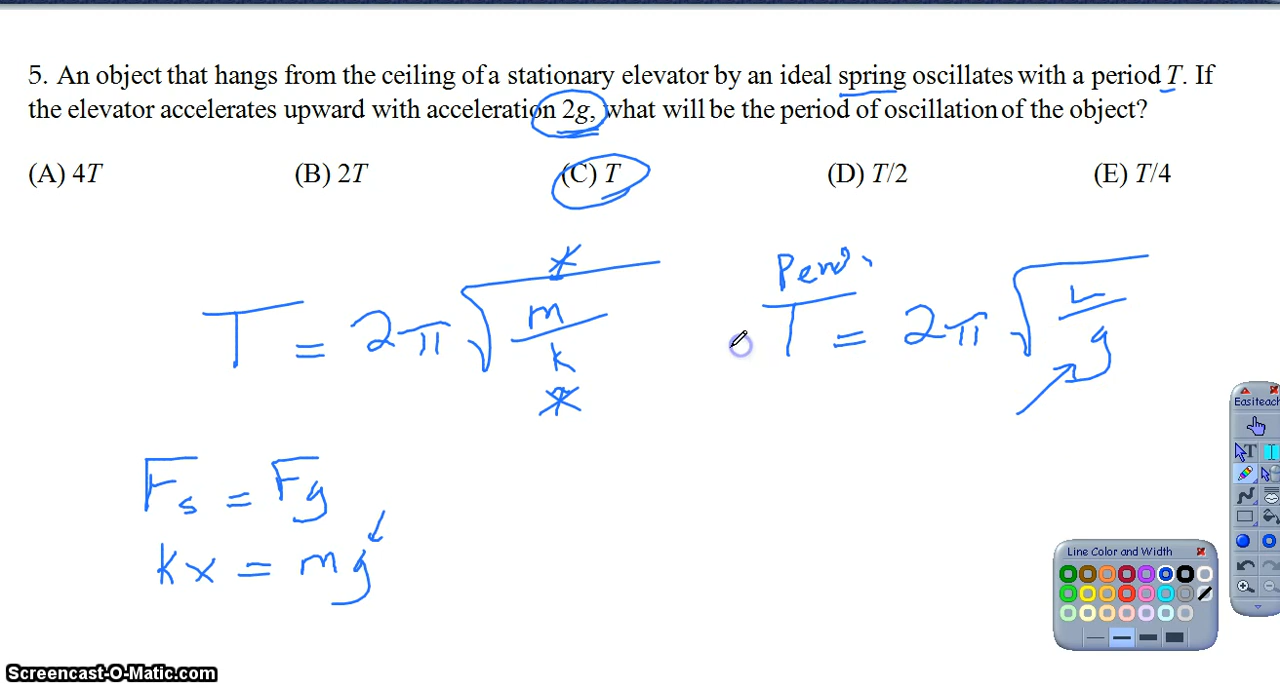 5. An object that hangs from the ceiling of a stationary elevator by an ideal spring oscillates with a period T. If
the elevator accelerates upward with acceleration 2g, what will be the period of oscillation of the object?
(A) 4T (B) 2T (C) T (D) T/2 (E) T/4
*
T = 2π √(m/k)
*
Pend.
T = 2π √(L/g)
Fs = Fg
kx = mg
Easiteach
T
Line Color and Width
Screencast-O-Matic.com